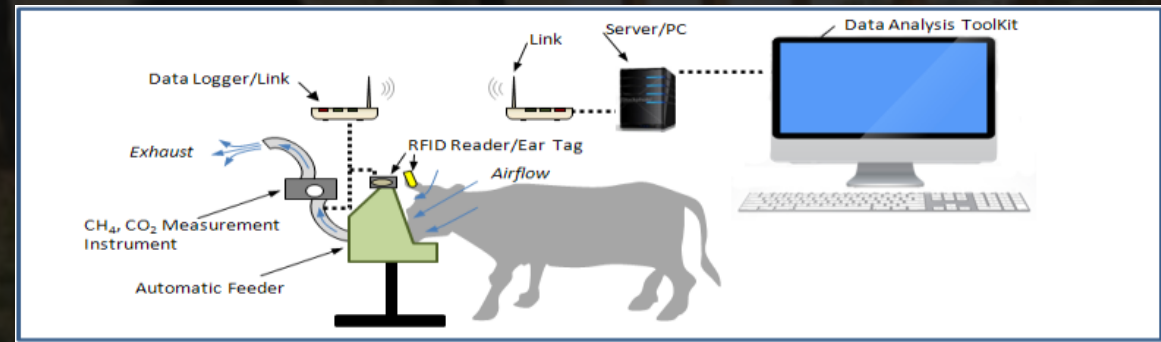 Data Analysis ToolKit
Server/PC
Link
Data Logger/Link
RFID Reader/Ear Tag
Exhaust
Airflow
CH₄, CO₂ Measurement
Instrument
Automatic Feeder